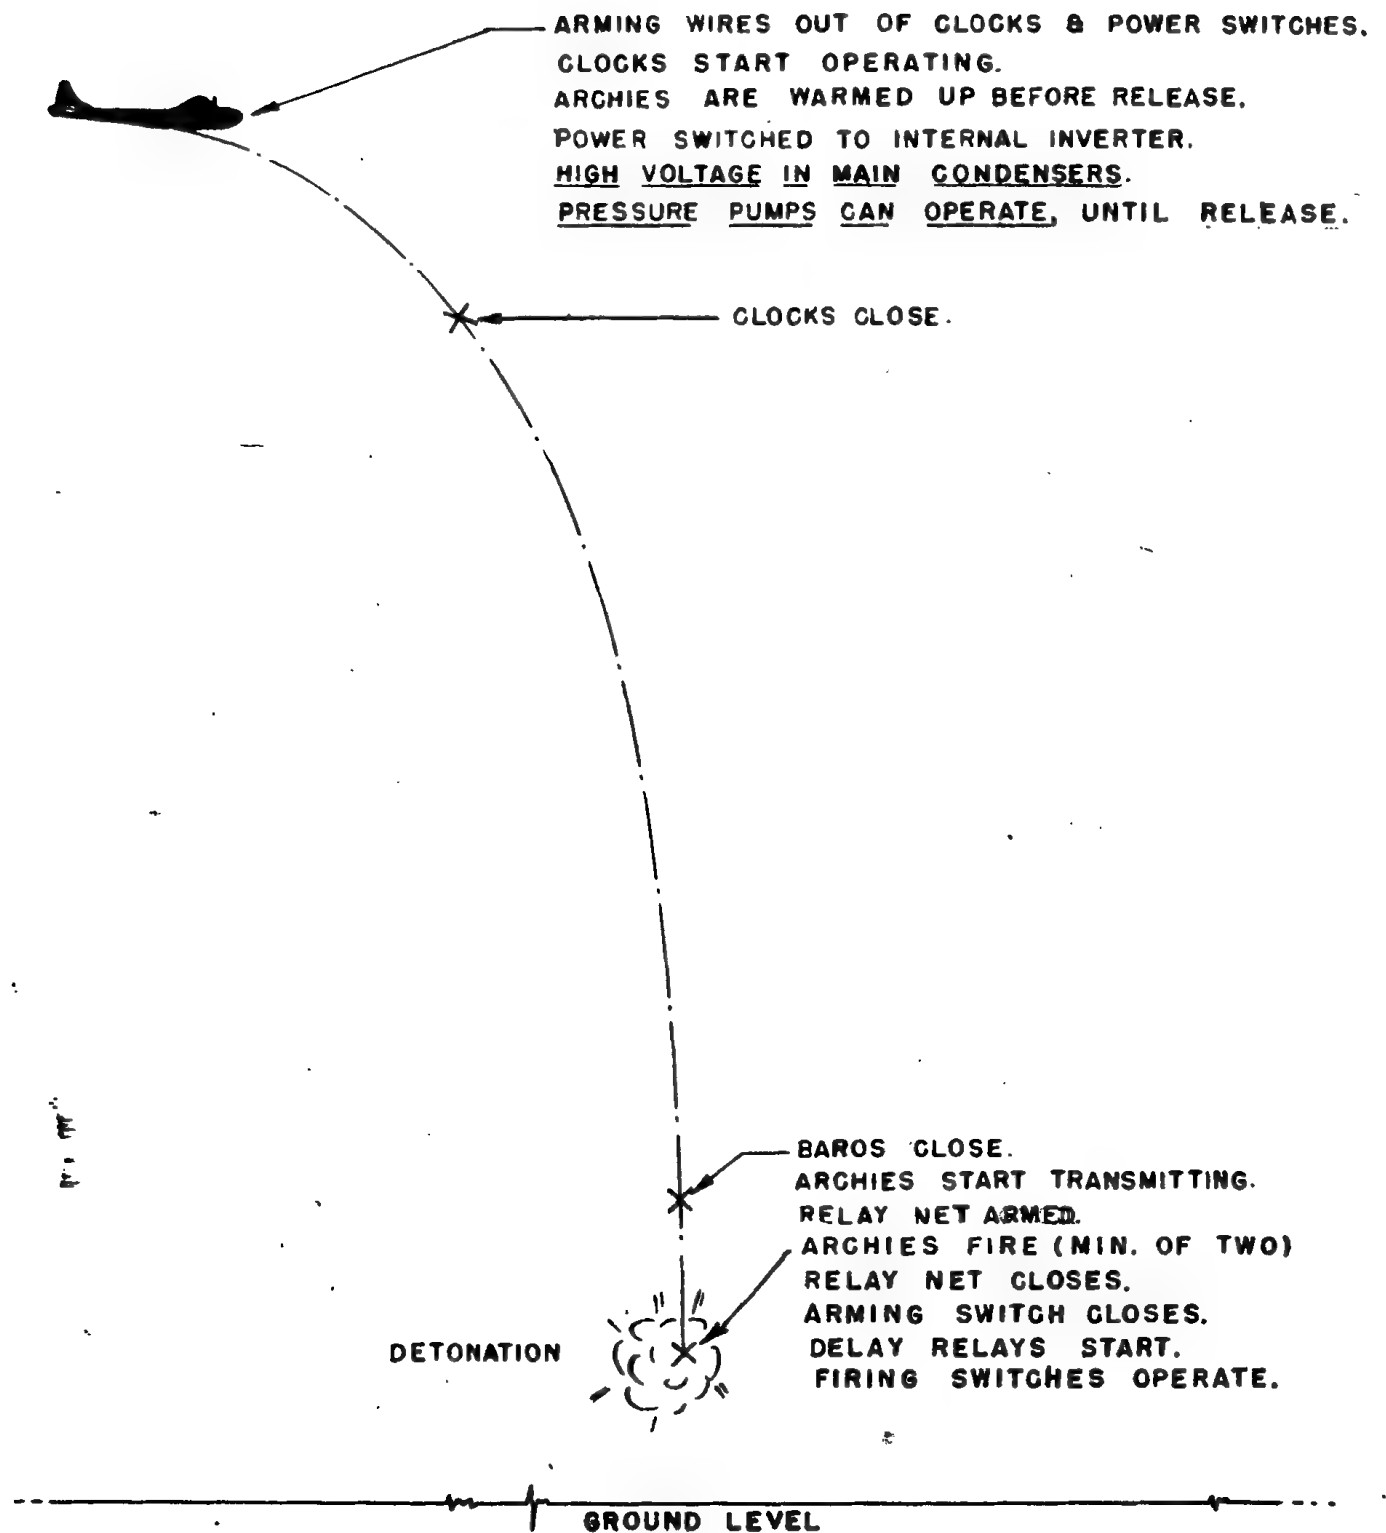 ARMING WIRES OUT OF CLOCKS & POWER SWITCHES.
CLOCKS START OPERATING.
ARCHIES ARE WARMED UP BEFORE RELEASE.
POWER SWITCHED TO INTERNAL INVERTER.
HIGH VOLTAGE IN MAIN CONDENSERS.
PRESSURE PUMPS CAN OPERATE, UNTIL RELEASE.
CLOCKS CLOSE.
BAROS CLOSE.
ARCHIES START TRANSMITTING.
RELAY NET ARMED.
ARCHIES FIRE (MIN. OF TWO)
RELAY NET CLOSES.
ARMING SWITCH CLOSES.
DELAY RELAYS START.
FIRING SWITCHES OPERATE.
DETONATION
GROUND LEVEL